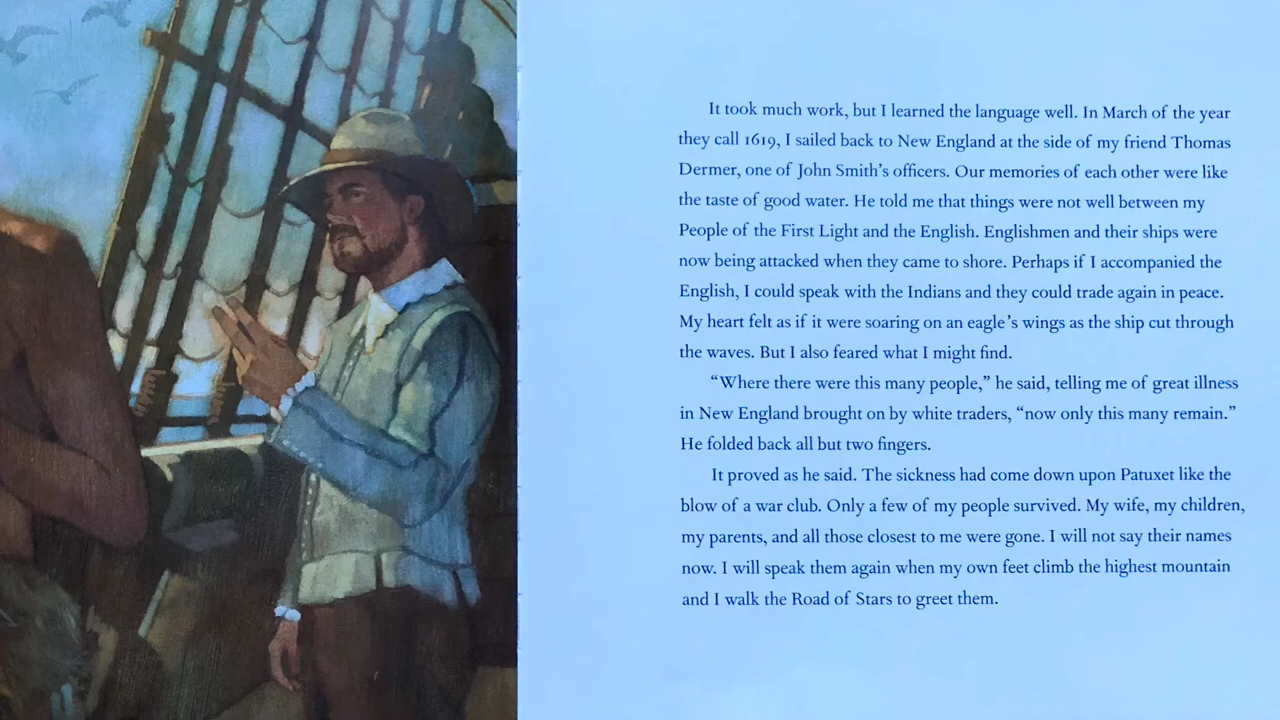 It took much work, but I learned the language well. In March of the year
they call 1619, I sailed back to New England at the side of my friend Thomas
Dermer, one of John Smith's officers. Our memories of each other were like
the taste of good water. He told me that things were not well between my
People of the First Light and the English. Englishmen and their ships were
now being attacked when they came to shore. Perhaps if I accompanied the
English, I could speak with the Indians and they could trade again in peace.
My heart felt as if it were soaring on an eagle's wings as the ship cut through
the waves. But I also feared what I might find.
“Where there were this many people,” he said, telling me of great illness
in New England brought on by white traders, “now only this many remain.”
He folded back all but two fingers.
It proved as he said. The sickness had come down upon Patuxet like the
blow of a war club. Only a few of my people survived. My wife, my children,
my parents, and all those closest to me were gone. I will not say their names
now. I will speak them again when my own feet climb the highest mountain
and I walk the Road of Stars to greet them.